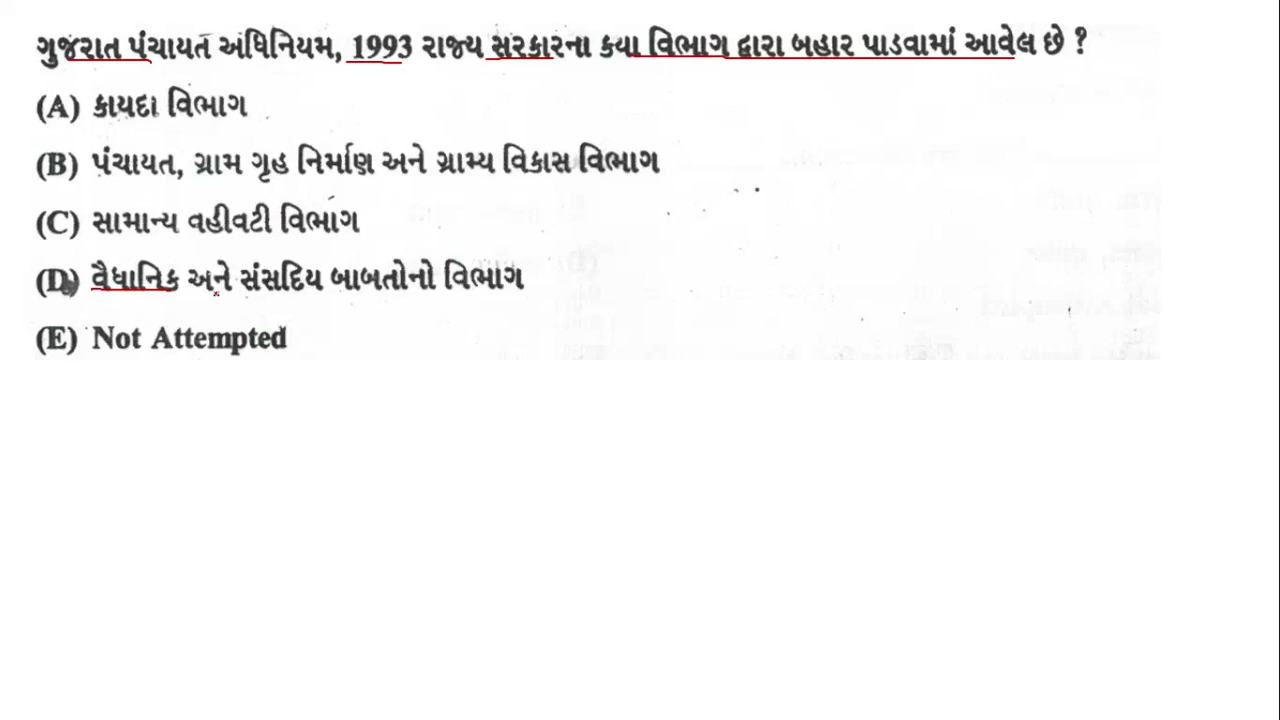 ગુજરાત પંચાયત અધિનિયમ, 1993 રાજ્ય સરકારના કયા વિભાગ દ્વારા બહાર પાડવામાં આવેલ છે ?
(A) કાયદા વિભાગ
(B) પંચાયત, ગ્રામ ગૃહ નિર્માણ અને ગ્રામ્ય વિકાસ વિભાગ
(C) સામાન્ય વહીવટી વિભાગ
(D) વૈધાનિક અને સંસદિય બાબતોનો વિભાગ
(E) Not Attempted